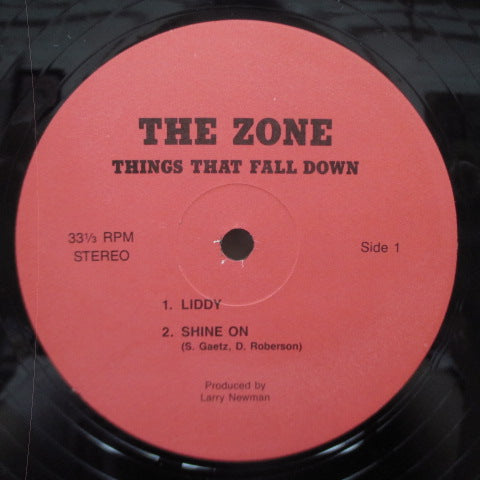 THE ZONE
THINGS THAT FALL DOWN
33⅓ RPM
STEREO
Side 1
1. LIDDY
2. SHINE ON
(S. Gaetz, D. Roberson)
Produced by
Larry Newman